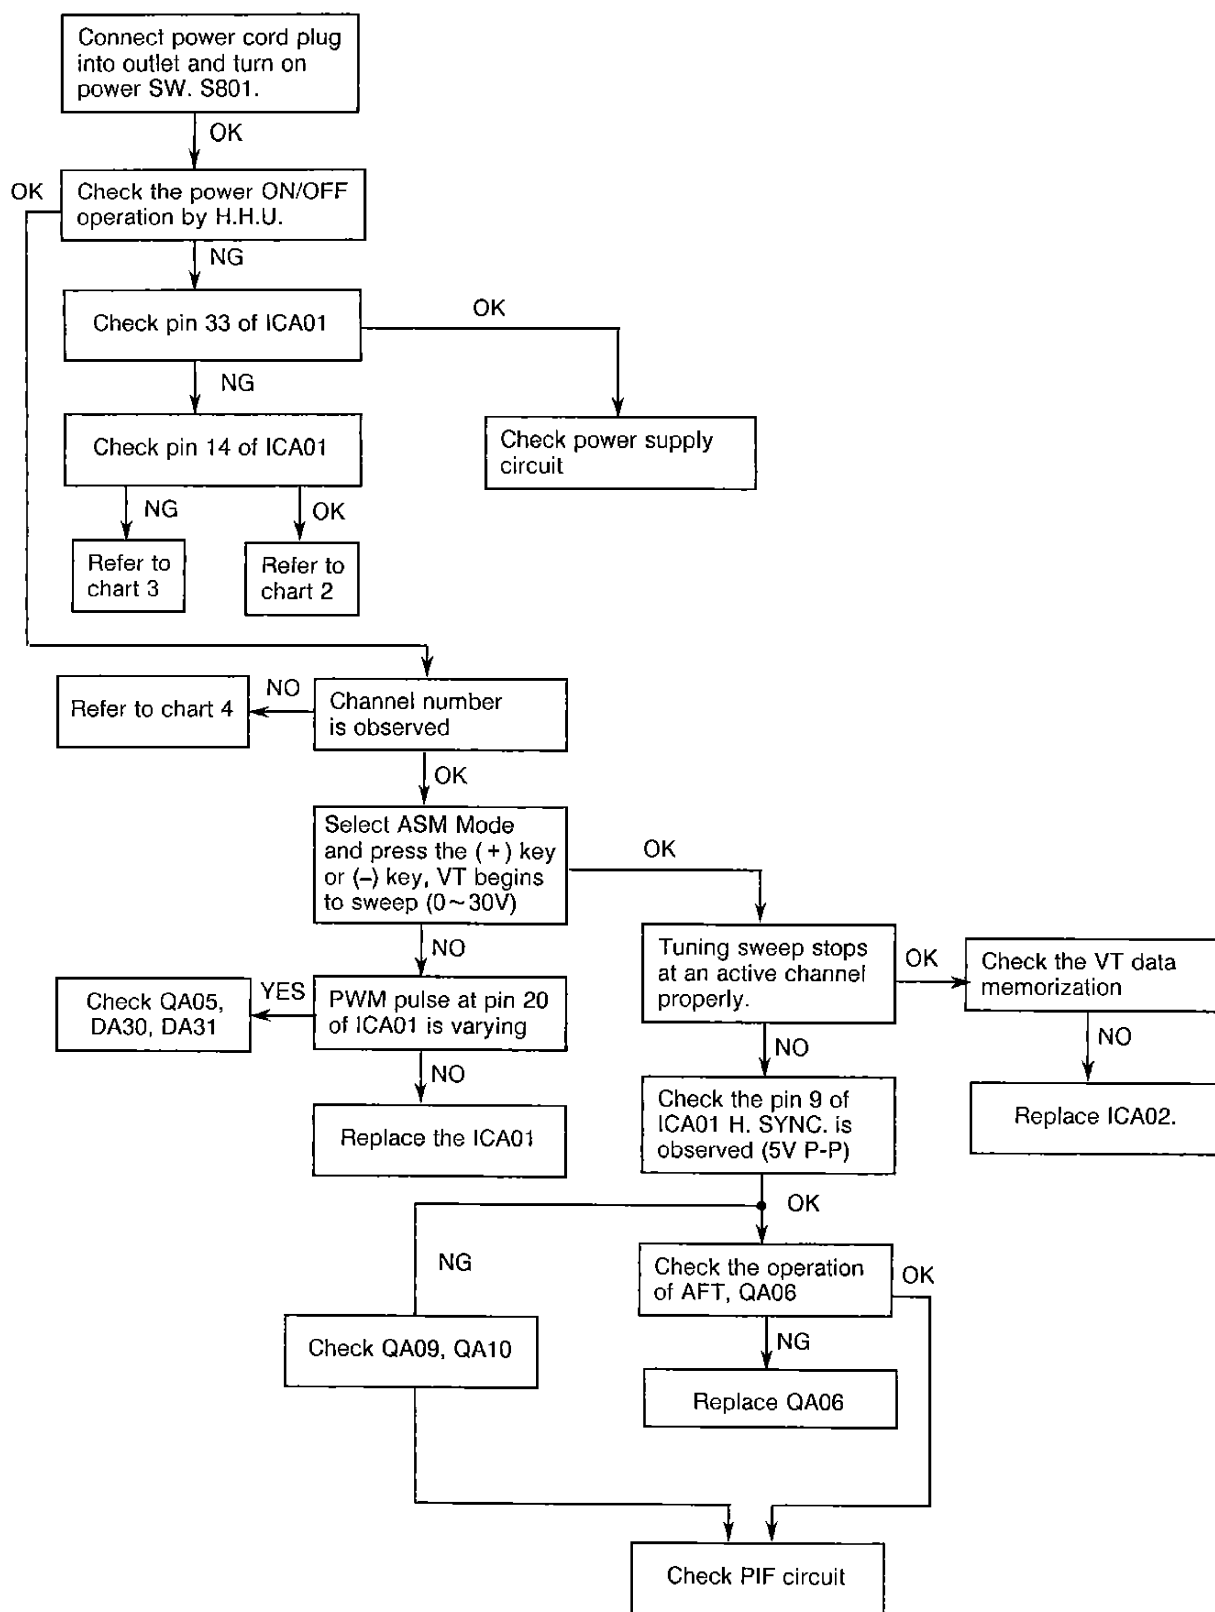 Connect power cord plug
into outlet and turn on
power SW. S801.
OK
OK
Check the power ON/OFF
operation by H.H.U.
NG
Check pin 33 of ICA01
OK
NG
Check pin 14 of ICA01
Check power supply
circuit
NG
OK
Refer to
chart 3
Refer to
chart 2
Refer to chart 4
NO
Channel number
is observed
OK
Select ASM Mode
and press the (+) key
or (–) key, VT begins
to sweep (0~30V)
OK
NO
Tuning sweep stops
at an active channel
properly.
OK
Check the VT data
memorization
Check QA05,
DA30, DA31
YES
PWM pulse at pin 20
of ICA01 is varying
NO
NO
NO
Replace the ICA01
Check the pin 9 of
ICA01 H. SYNC. is
observed (5V P-P)
Replace ICA02.
OK
NG
Check the operation
of AFT, QA06
OK
Check QA09, QA10
NG
Replace QA06
Check PIF circuit